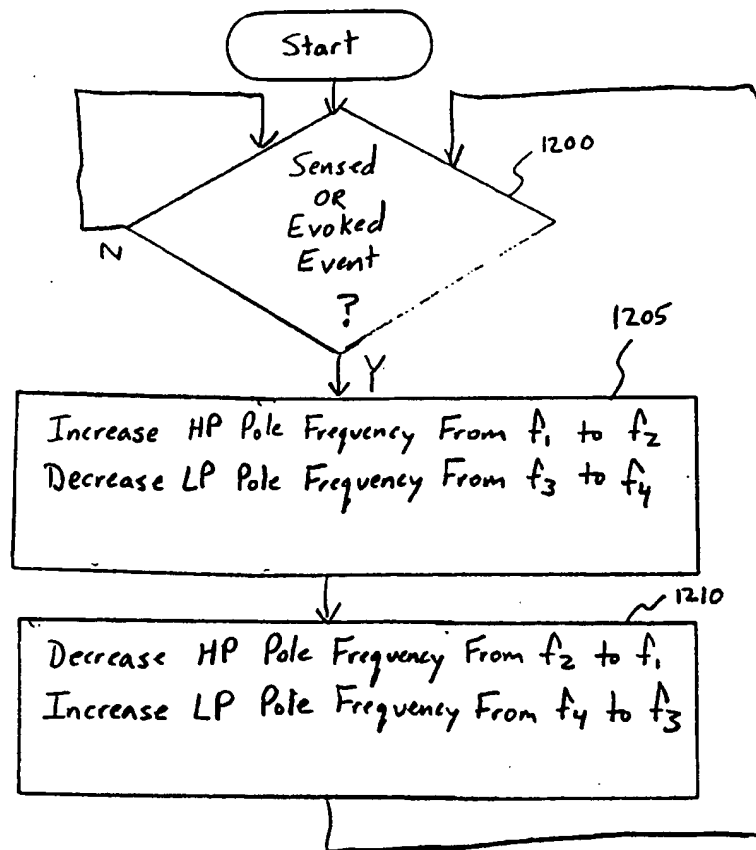 Start
1200
Sensed
OR
Evoked
Event
?
N
Y
1205
Increase HP Pole Frequency From f₁ to f₂
Decrease LP Pole Frequency From f₃ to f₄
1210
Decrease HP Pole Frequency From f₂ to f₁
Increase LP Pole Frequency From f₄ to f₃